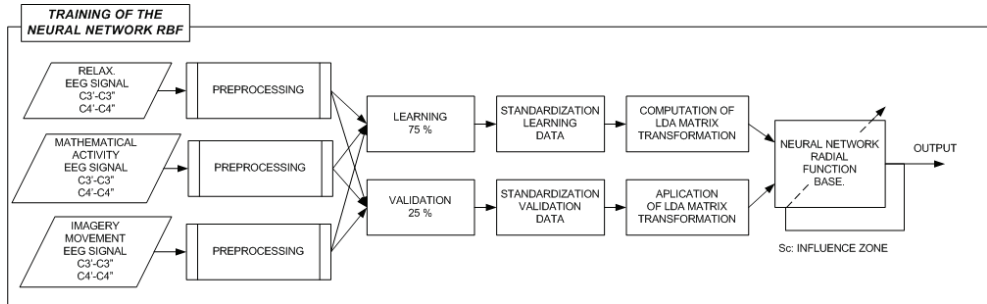 TRAINING OF THE
NEURAL NETWORK RBF
RELAX.
EEG SIGNAL
C3'-C3"
C4'-C4"
PREPROCESSING
MATHEMATICAL
ACTIVITY
EEG SIGNAL
C3'-C3"
C4'-C4"
PREPROCESSING
IMAGERY
MOVEMENT
EEG SIGNAL
C3'-C3"
C4'-C4"
PREPROCESSING
LEARNING
75 %
STANDARDIZATION
LEARNING
DATA
COMPUTATION OF
LDA MATRIX
TRANSFORMATION
VALIDATION
25 %
STANDARDIZATION
VALIDATION
DATA
APLICATION
OF LDA MATRIX
TRANSFORMATION
NEURAL NETWORK
RADIAL
FUNCTION
BASE.
OUTPUT
Sc: INFLUENCE ZONE